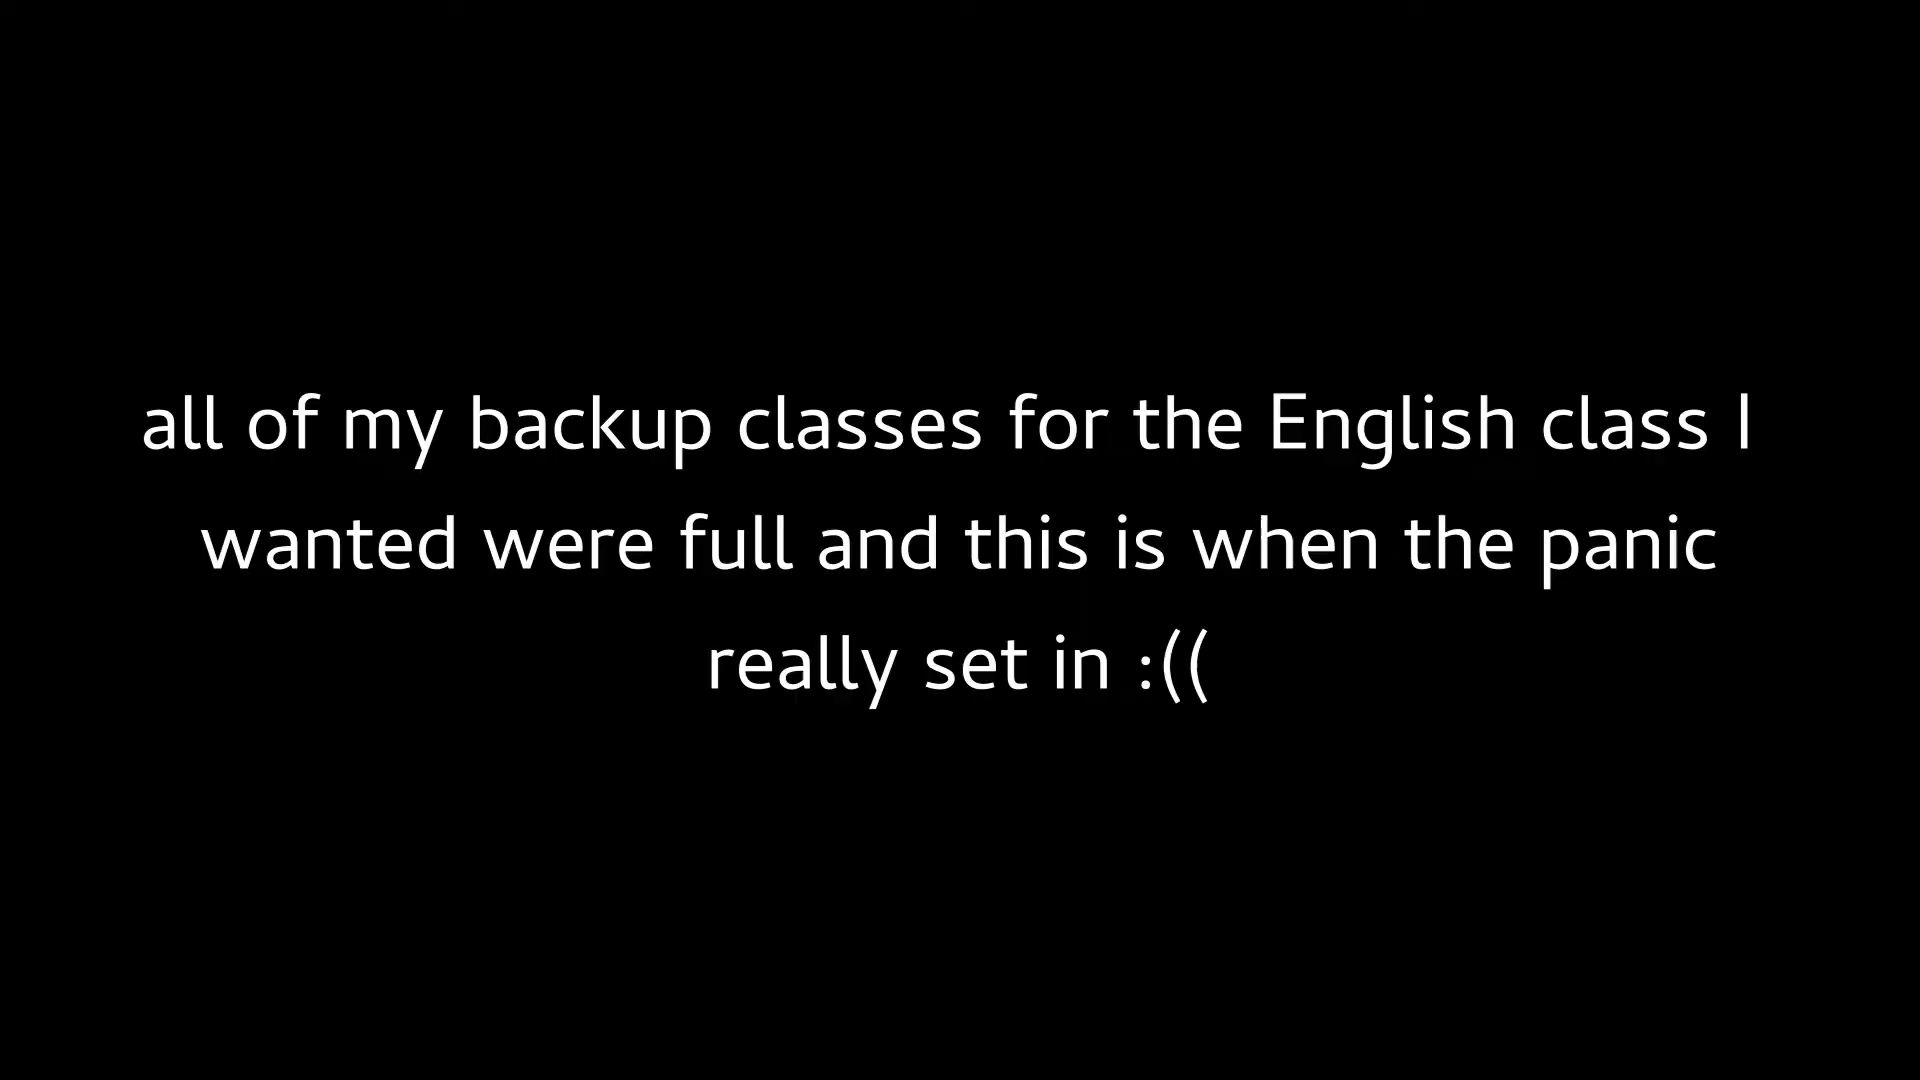 all of my backup classes for the English class I
wanted were full and this is when the panic
really set in :((